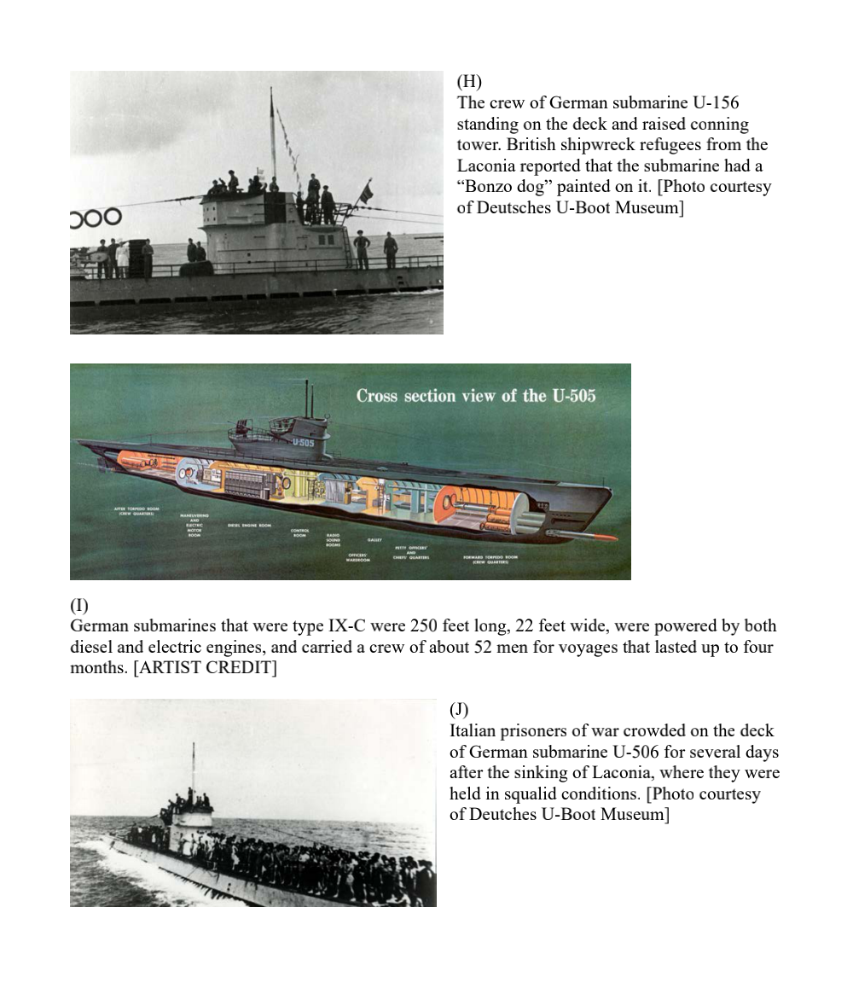 (H)
The crew of German submarine U-156
standing on the deck and raised conning
tower. British shipwreck refugees from the
Laconia reported that the submarine had a
“Bonzo dog” painted on it. [Photo courtesy
of Deutsches U-Boot Museum]
Cross section view of the U-505
U-505
AFTER TORPEDO ROOM
(CREW QUARTERS)
MANEUVERING
AND
ELECTRIC
MOTOR
ROOM
DIESEL ENGINE ROOM
CONTROL
ROOM
RADIO
SOUND
ROOMS
OFFICERS'
WARDROOM
GALLEY
PETTY OFFICERS'
AND
CHIEFS' QUARTERS
FORWARD TORPEDO ROOM
(CREW QUARTERS)
(I)
German submarines that were type IX-C were 250 feet long, 22 feet wide, were powered by both
diesel and electric engines, and carried a crew of about 52 men for voyages that lasted up to four
months. [ARTIST CREDIT]
(J)
Italian prisoners of war crowded on the deck
of German submarine U-506 for several days
after the sinking of Laconia, where they were
held in squalid conditions. [Photo courtesy
of Deutches U-Boot Museum]